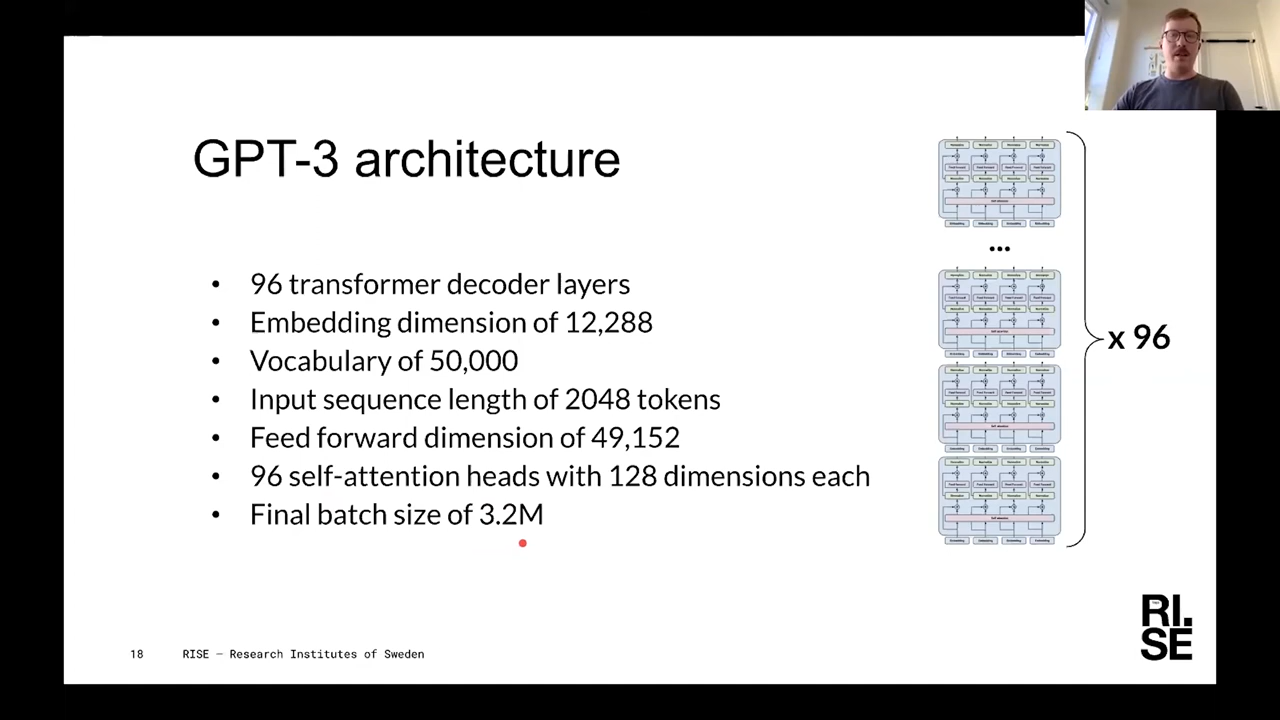 GPT-3 architecture
• 96 transformer decoder layers
• Embedding dimension of 12,288
• Vocabulary of 50,000
• Input sequence length of 2048 tokens
• Feed forward dimension of 49,152
• 96 self-attention heads with 128 dimensions each
• Final batch size of 3.2M
...
x 96
18 RISE — Research Institutes of Sweden
RI.
SE